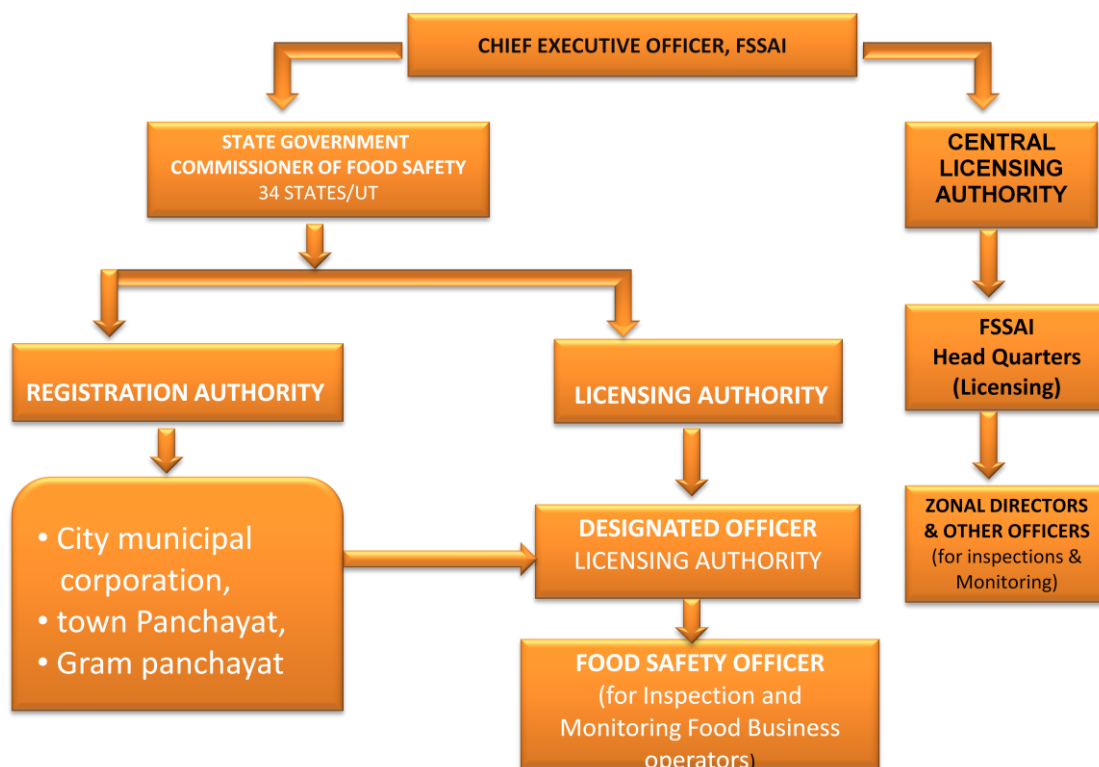 CHIEF EXECUTIVE OFFICER, FSSAI
STATE GOVERNMENT
COMMISSIONER OF FOOD SAFETY
34 STATES/UT
CENTRAL
LICENSING
AUTHORITY
REGISTRATION AUTHORITY
LICENSING AUTHORITY
FSSAI
Head Quarters
(Licensing)
• City municipal
corporation,
• town Panchayat,
• Gram panchayat
DESIGNATED OFFICER
LICENSING AUTHORITY
ZONAL DIRECTORS
& OTHER OFFICERS
(for inspections &
Monitoring)
FOOD SAFETY OFFICER
(for Inspection and
Monitoring Food Business
operators)